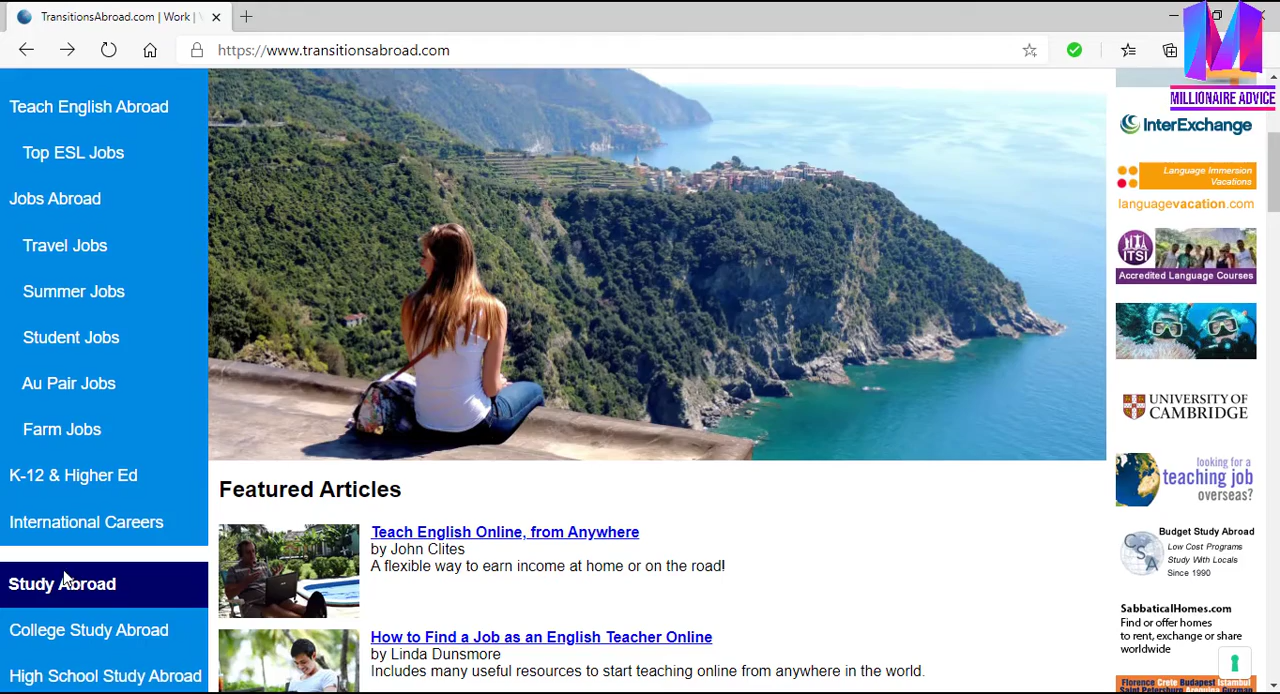 TransitionsAbroad.com | Work |
https://www.transitionsabroad.com
MILLIONAIRE ADVICE
Teach English Abroad
Top ESL Jobs
Jobs Abroad
Travel Jobs
Summer Jobs
Student Jobs
Au Pair Jobs
Farm Jobs
K-12 & Higher Ed
International Careers
Study Abroad
College Study Abroad
High School Study Abroad
Featured Articles
Teach English Online, from Anywhere
by John Clites
A flexible way to earn income at home or on the road!
How to Find a Job as an English Teacher Online
by Linda Dunsmore
Includes many useful resources to start teaching online from anywhere in the world.
InterExchange
Language Immersion
Vacations
languagevacation.com
ITSI
Accredited Language Courses
UNIVERSITY OF
CAMBRIDGE
looking for a
teaching job
overseas?
CSA
Budget Study Abroad
Low Cost Programs
Study With Locals
Since 1990
SabbaticalHomes.com
Find or offer homes
to rent, exchange or share
worldwide
Florence Crete Budapest Istanbul